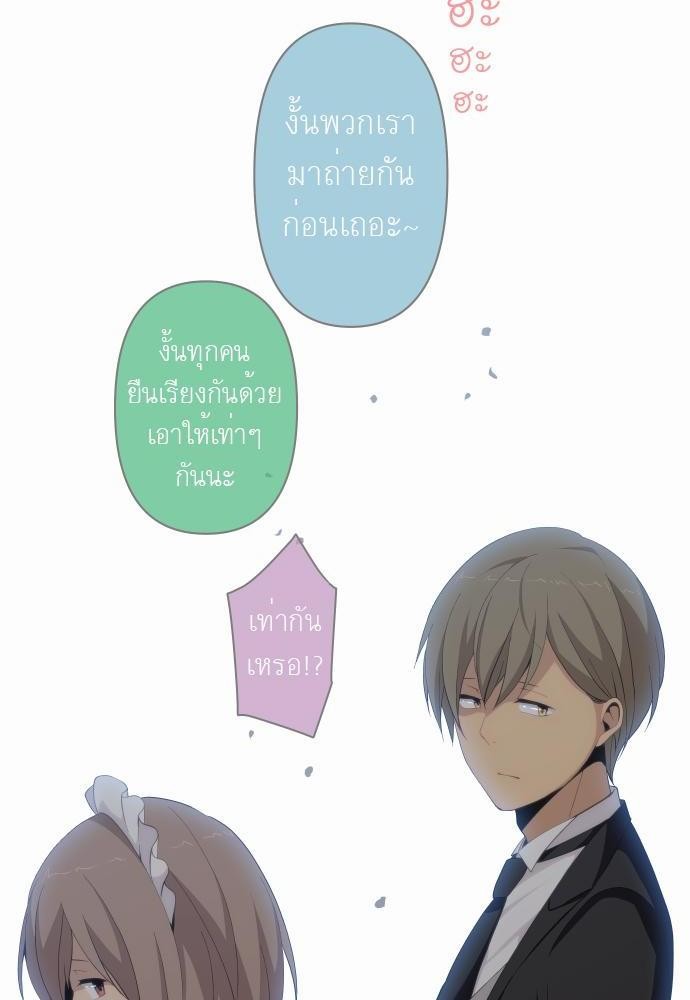 ฮะ
ฮะ
ฮะ
งั้นพวกเรา
มาถ่ายกัน
ก่อนเถอะ~
งั้นทุกคน
ยืนเรียงกันด้วย
เอาให้เท่าๆ
กันนะ
เท่ากัน
เหรอ!?